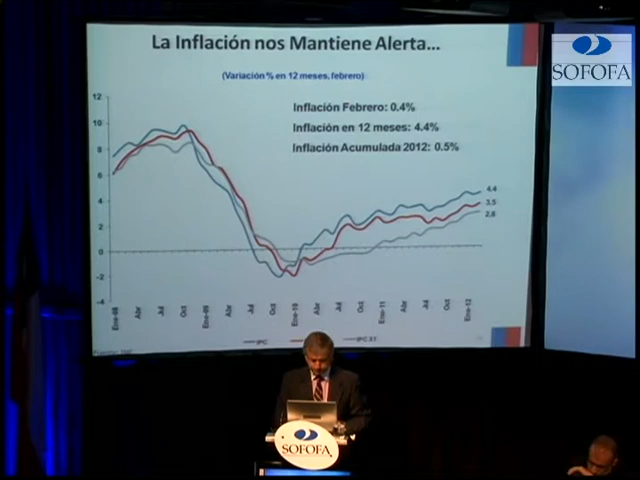 La Inflación nos Mantiene Alerta...
SOFOFA
(Variación % en 12 meses, febrero)
Inflación Febrero: 0.4%
Inflación en 12 meses: 4.4%
Inflación Acumulada 2012: 0.5%
12
10
8
6
4
2
0
-2
-4
4.4
3.5
2.8
Ene-08
Abr
Jul
Oct
Ene-09
Abr
Jul
Oct
Ene-10
Abr
Jul
Oct
Ene-11
Abr
Jul
Oct
Ene-12
IPC
IPC X1
SOFOFA